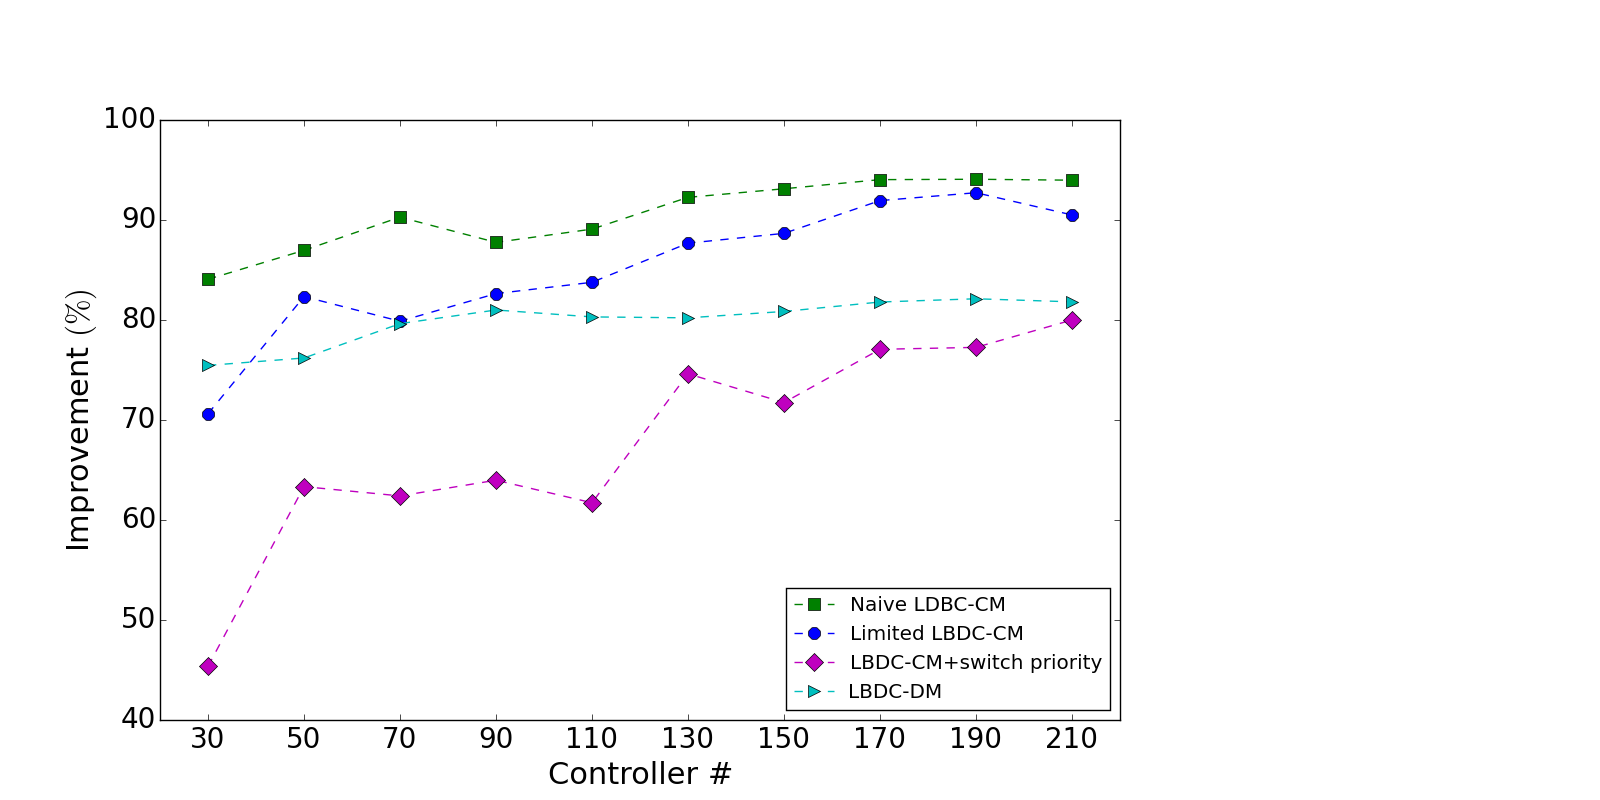 100
90
80
70
60
50
40
Improvement (%)
30 50 70 90 110 130 150 170 190 210
Controller #
Naive LDBC-CM
Limited LBDC-CM
LBDC-CM+switch priority
LBDC-DM